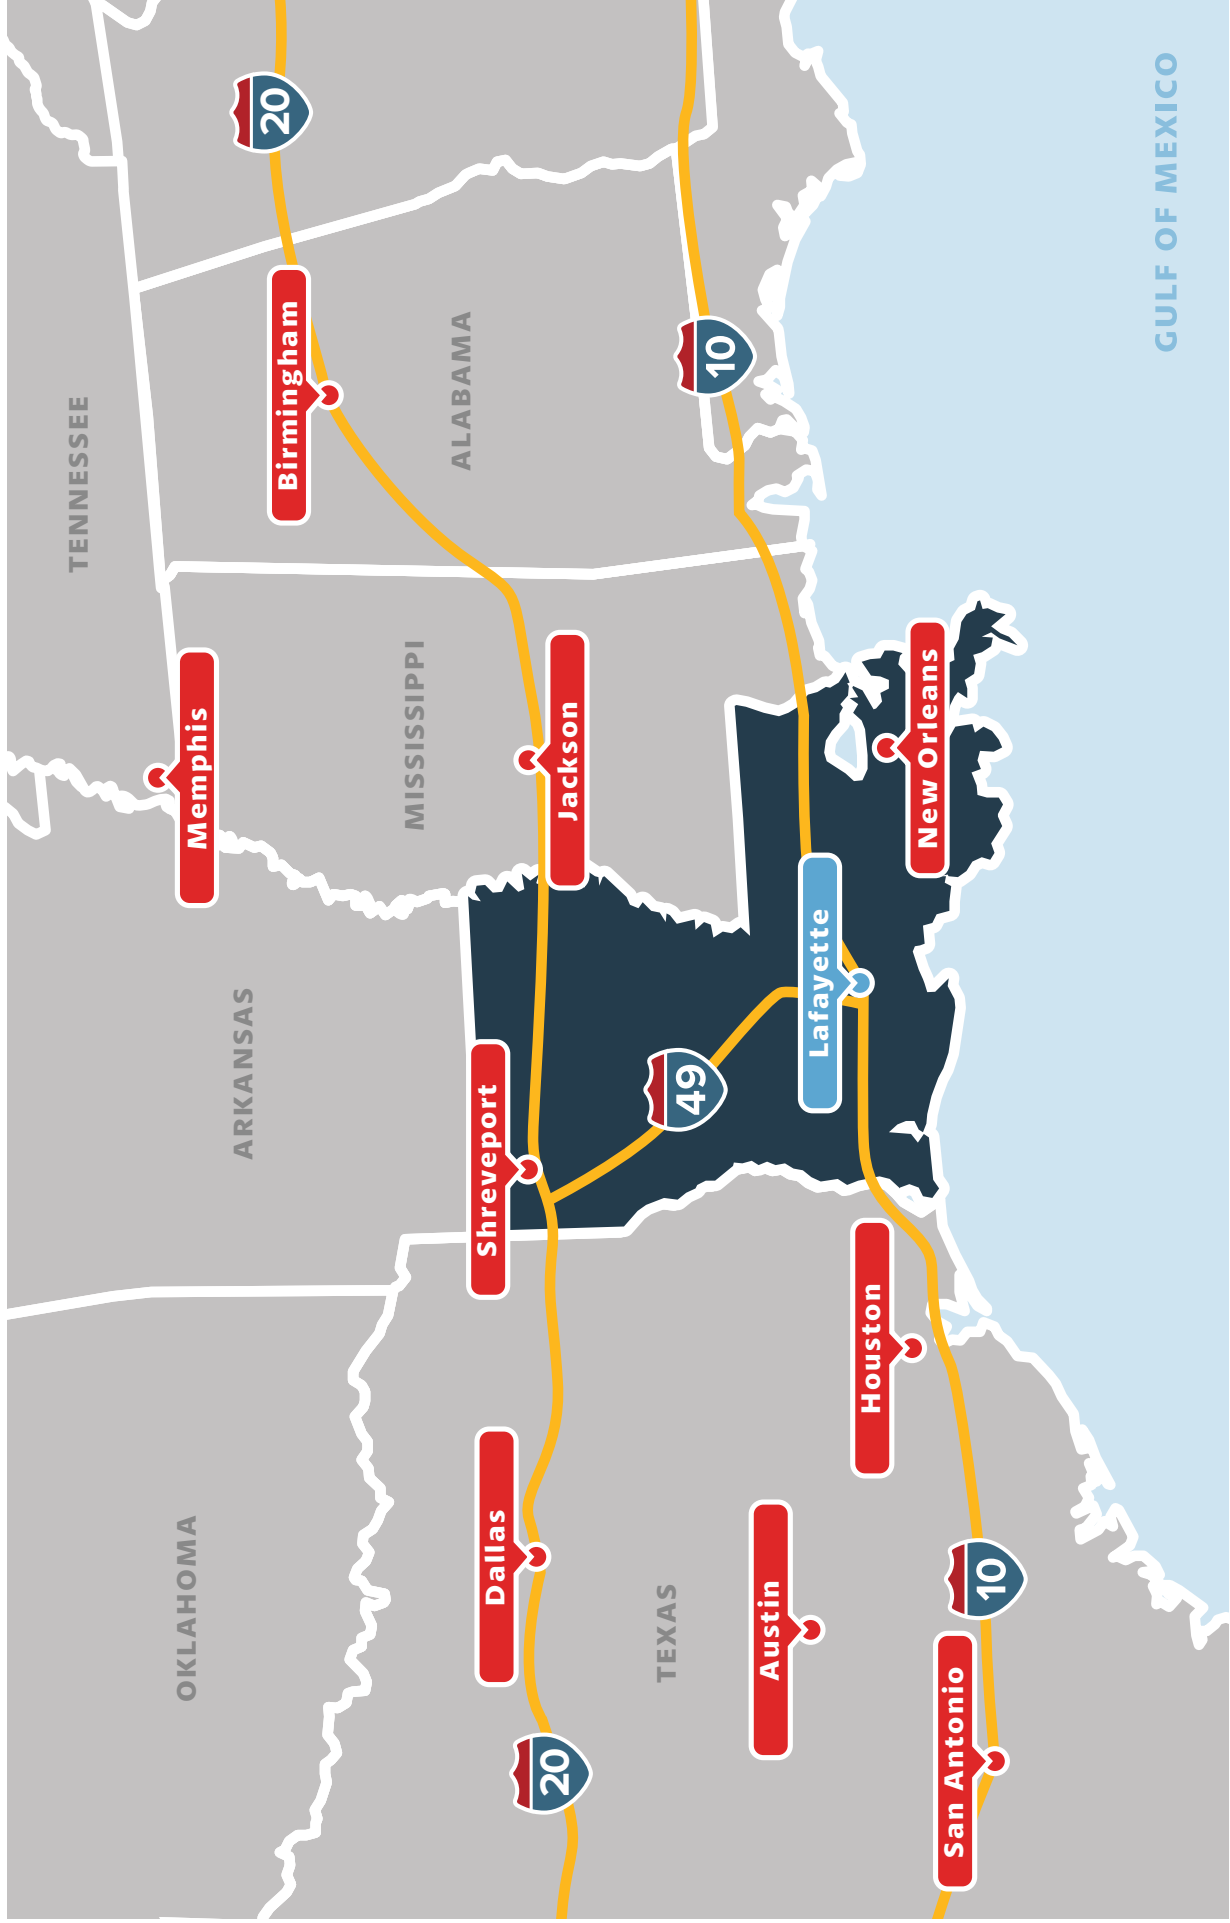 OKLAHOMA
ARKANSAS
TENNESSEE
Memphis
20
Birmingham
MISSISSIPPI
ALABAMA
Shreveport
Dallas
20
Jackson
TEXAS
49
10
Austin
Lafayette
Houston
New Orleans
San Antonio
10
GULF OF MEXICO